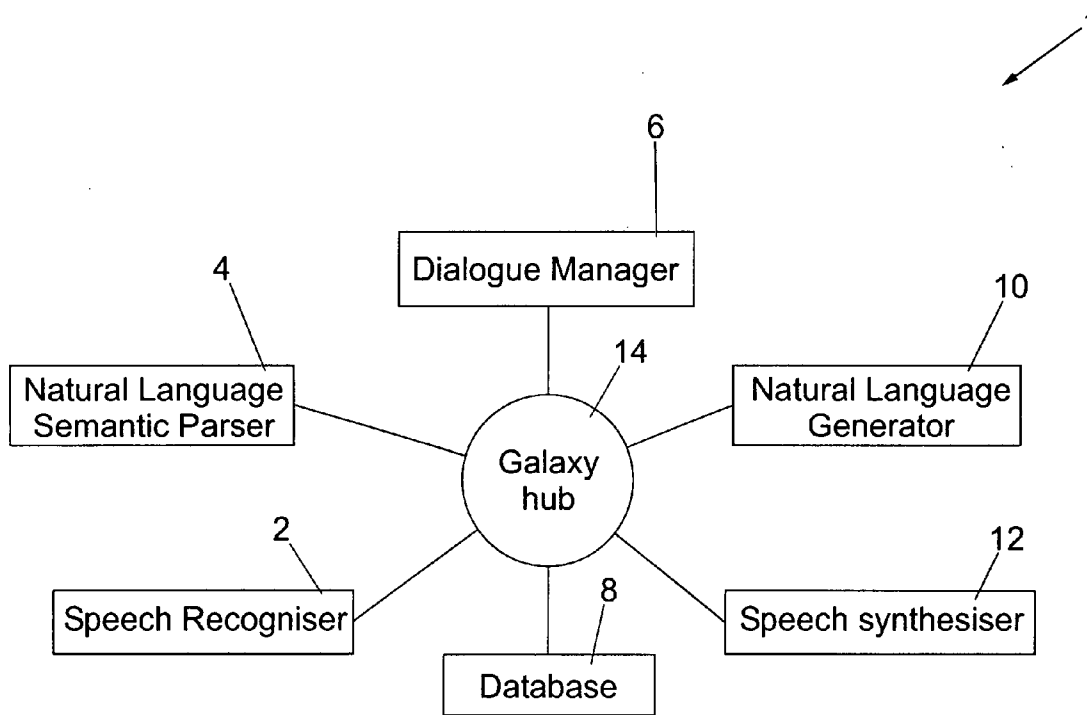 6
Dialogue Manager
4
Natural Language
Semantic Parser
10
Natural Language
Generator
14
Galaxy
hub
2
Speech Recogniser
8
Database
12
Speech synthesiser